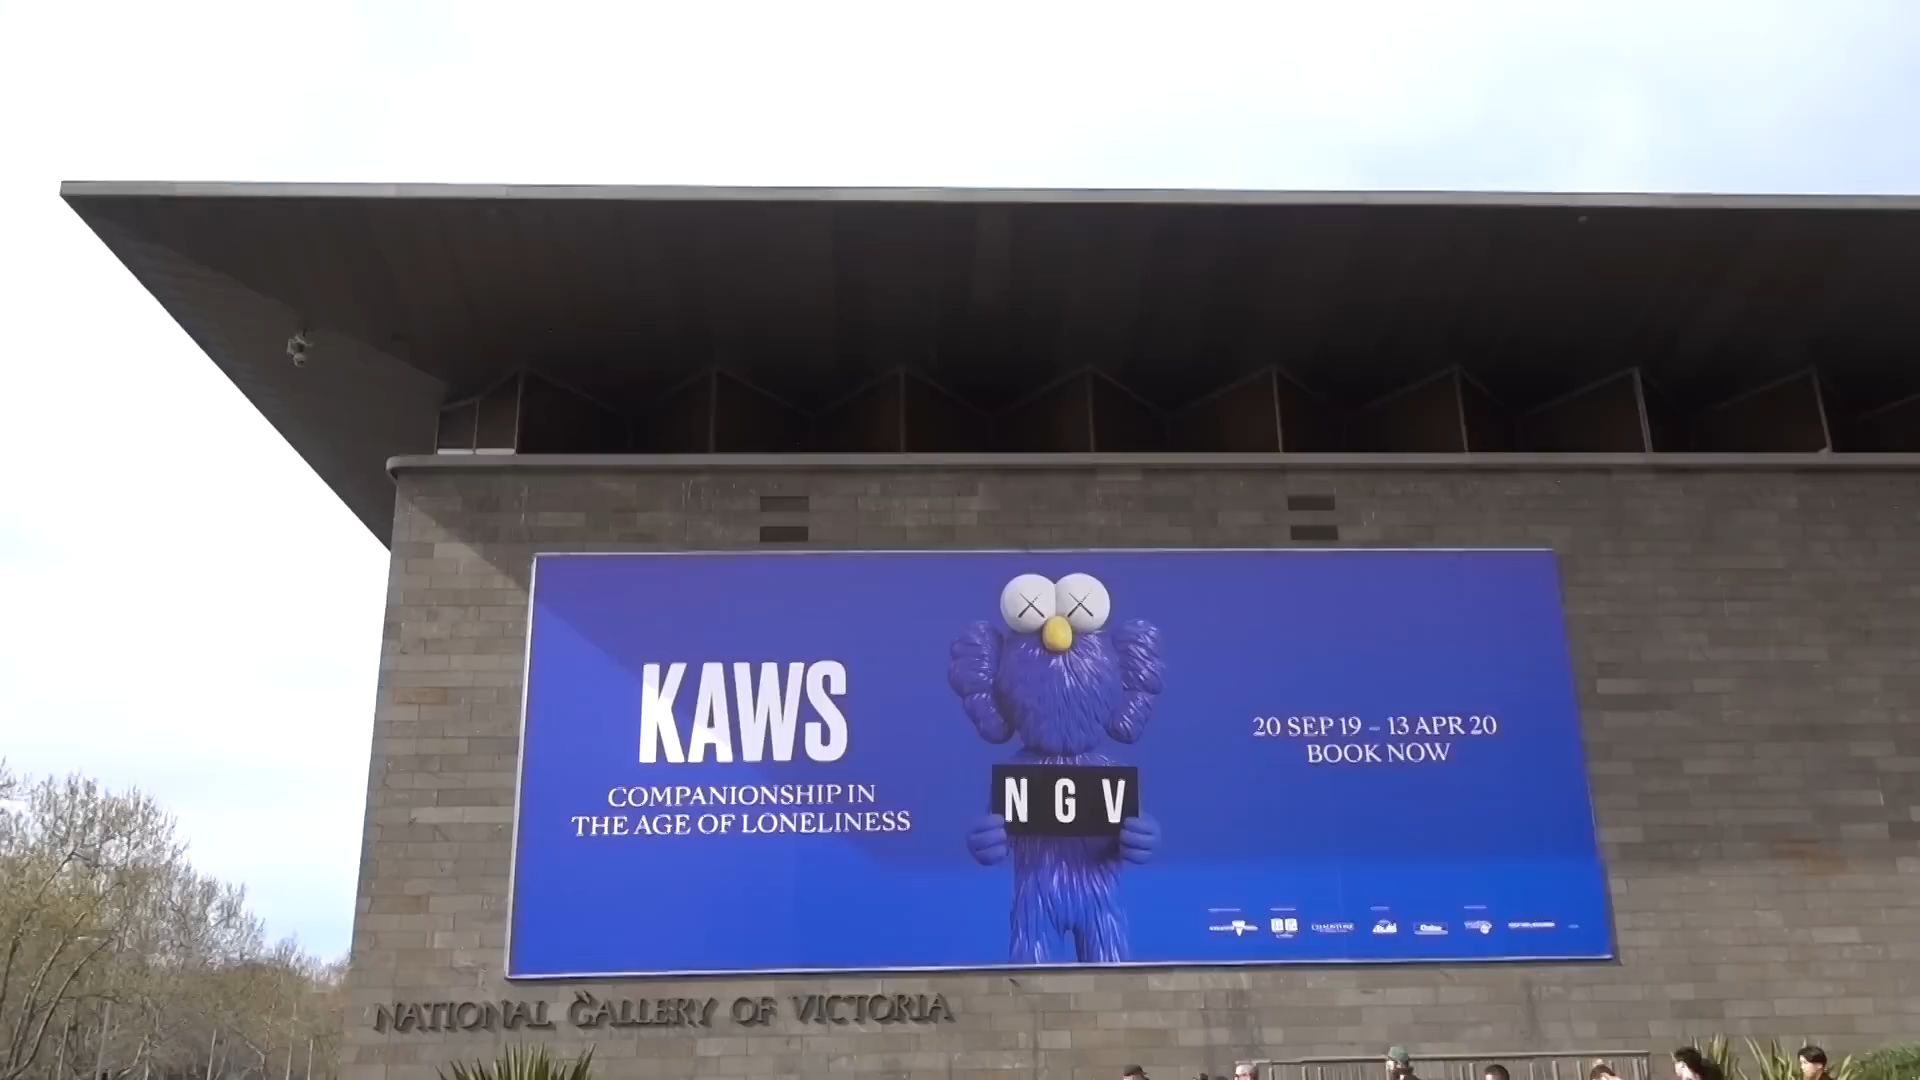 KAWS
COMPANIONSHIP IN
THE AGE OF LONELINESS
N G V
20 SEP 19 – 13 APR 20
BOOK NOW
NATIONAL GALLERY OF VICTORIA